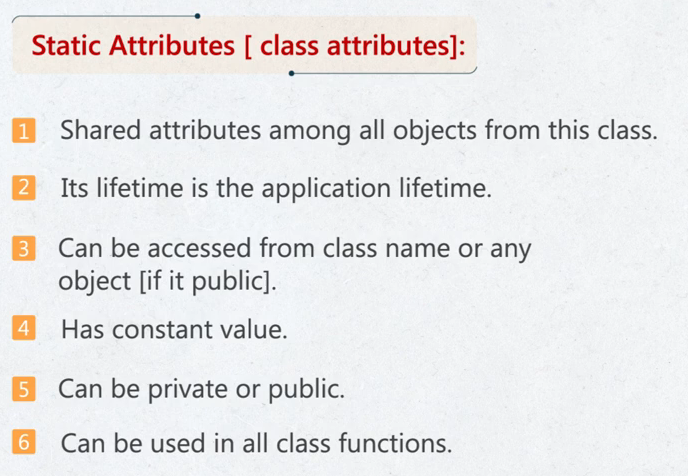 Static Attributes [ class attributes]:
1 Shared attributes among all objects from this class.
2 Its lifetime is the application lifetime.
3 Can be accessed from class name or any
object [if it public].
4 Has constant value.
5 Can be private or public.
6 Can be used in all class functions.